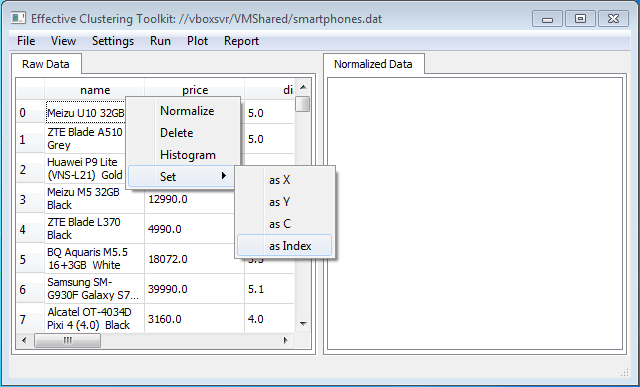 Effective Clustering Toolkit: //vboxsvr/VMShared/smartphones.dat
File View Settings Run Plot Report
Raw Data
Normalized Data
name price di
0 Meizu U10 32GB 5.0
1 ZTE Blade A510 5.0
Grey
2 Huawei P9 Lite
(VNS-L21) Gold
3 Meizu M5 32GB 12990.0
Black
4 ZTE Blade L370 4990.0
Black
5 BQ Aquaris M5.5 18072.0
16+3GB White
6 Samsung SM- 39990.0 5.1
G930F Galaxy S7...
7 Alcatel OT-4034D 3160.0 4.0
Pixi 4 (4.0) Black
Normalize
Delete
Histogram
Set
as X
as Y
as C
as Index